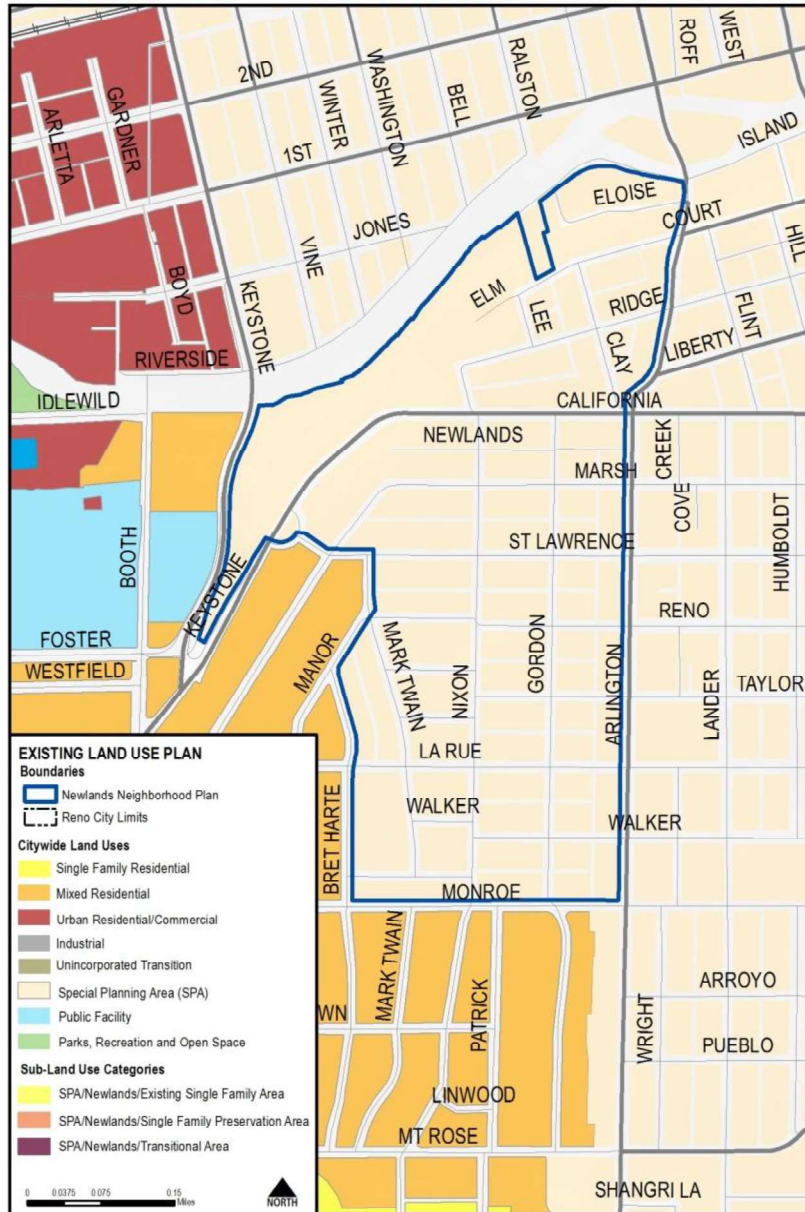 WEST
ROFF
RALSTON
2ND
WASHINGTON
BELL
GARDNER
WINTER
ARLETTA
1ST
ISLAND
ELOISE
COURT
JONES
HILL
VINE
BOYD
ELM
LEE
RIDGE
KEYSTONE
FLINT
CLAY
LIBERTY
RIVERSIDE
IDLEWILD
CALIFORNIA
NEWLANDS
CREEK
MARSH
COVE
HUMBOLDT
BOOTH
ST LAWRENCE
KEYSTONE
RENO
FOSTER
WESTFIELD
MANOR
MARK TWAIN
NIXON
GORDON
ARLINGTON
LANDER
TAYLOR
LA RUE
WALKER
WALKER
BRET HARTE
MONROE
MARK TWAIN
ARROYO
WN
PATRICK
WRIGHT
PUEBLO
LINWOOD
MT ROSE
SHANGRI LA
EXISTING LAND USE PLAN
Boundaries
Newlands Neighborhood Plan
Reno City Limits
Citywide Land Uses
Single Family Residential
Mixed Residential
Urban Residential/Commercial
Industrial
Unincorporated Transition
Special Planning Area (SPA)
Public Facility
Parks, Recreation and Open Space
Sub-Land Use Categories
SPA/Newlands/Existing Single Family Area
SPA/Newlands/Single Family Preservation Area
SPA/Newlands/Transitional Area
0 0.0375 0.075 0.15
Miles
NORTH